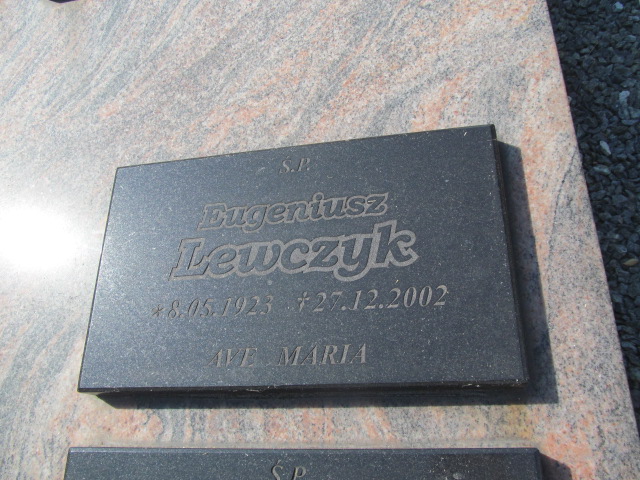 Ś.P.
Eugeniusz
Lewczyk
*8.05.1923 †27.12.2002
AVE MARIA
Ś.P.